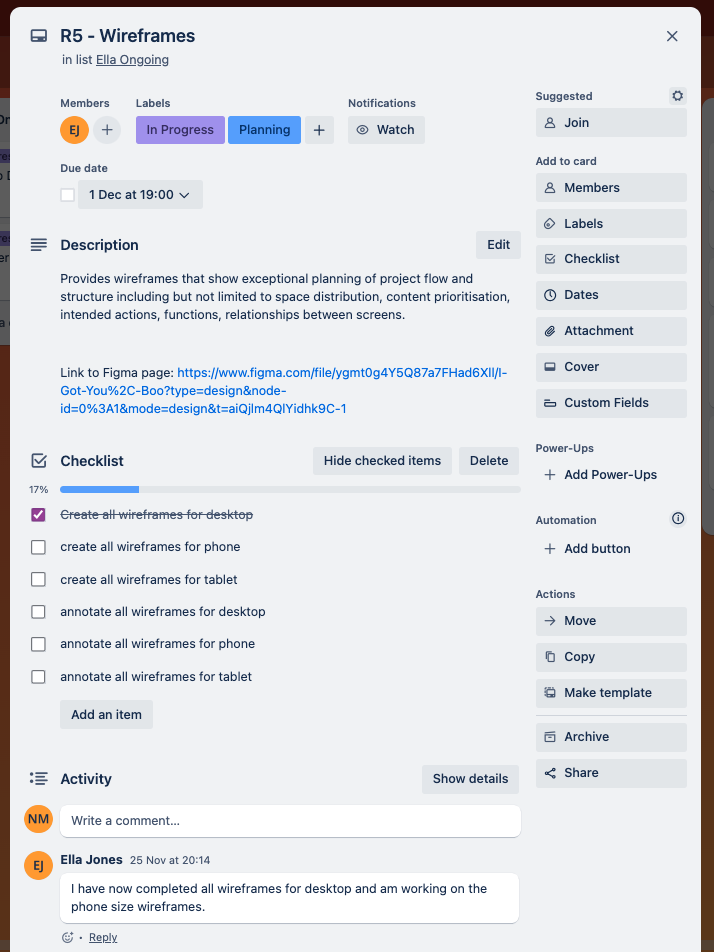 R5 - Wireframes
in list Ella Ongoing
Members
Labels
Notifications
EJ
In Progress
Planning
Watch
Due date
1 Dec at 19:00
Description
Edit
Provides wireframes that show exceptional planning of project flow and
structure including but not limited to space distribution, content prioritisation,
intended actions, functions, relationships between screens.
Link to Figma page: https://www.figma.com/file/ygmt0g4Y5Q87a7FHad6Xll/I-
Got-You%2C-Boo?type=design&node-
id=0%3A1&mode=design&t=aiQjlm4QlYidhk9C-1
Checklist
Hide checked items
Delete
17%
Create all wireframes for desktop
create all wireframes for phone
create all wireframes for tablet
annotate all wireframes for desktop
annotate all wireframes for phone
annotate all wireframes for tablet
Add an item
Activity
Show details
NM
Write a comment...
EJ
Ella Jones 25 Nov at 20:14
I have now completed all wireframes for desktop and am working on the
phone size wireframes.
Reply
Suggested
Join
Add to card
Members
Labels
Checklist
Dates
Attachment
Cover
Custom Fields
Power-Ups
Add Power-Ups
Automation
Add button
Actions
Move
Copy
Make template
Archive
Share